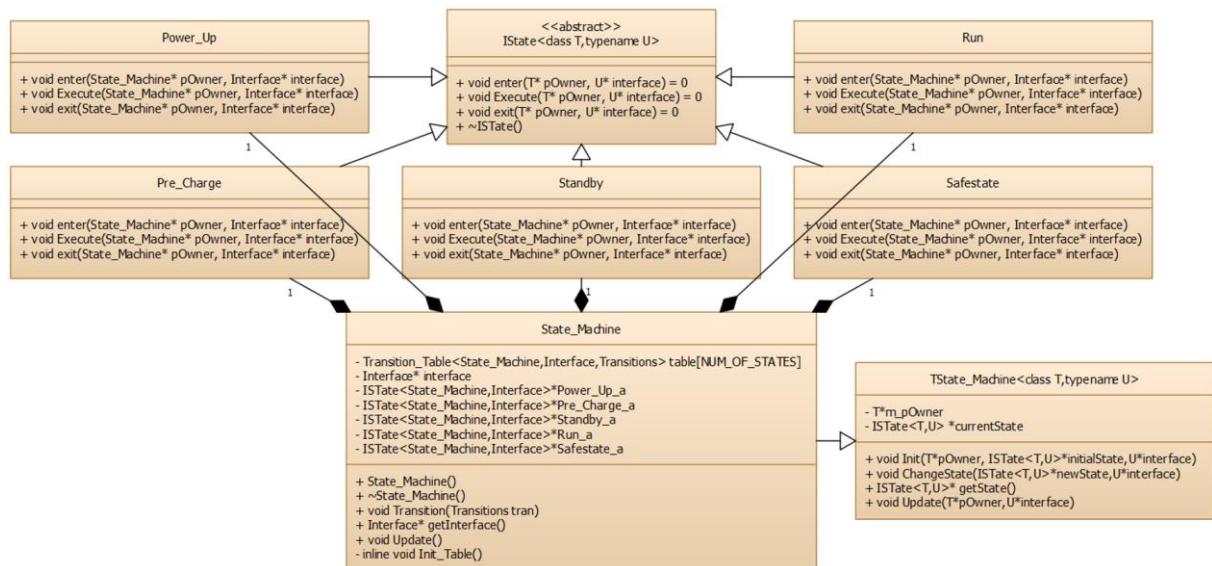 Power_Up
+ void enter(State_Machine* pOwner, Interface* interface)
+ void Execute(State_Machine* pOwner, Interface* interface)
+ void exit(State_Machine* pOwner, Interface* interface)
<<abstract>>
IState<class T,typename U>
+ void enter(T* pOwner, U* interface) = 0
+ void Execute(T* pOwner, U* interface) = 0
+ void exit(T* pOwner, U* interface) = 0
+ ~ISTate()
Run
+ void enter(State_Machine* pOwner, Interface* interface)
+ void Execute(State_Machine* pOwner, Interface* interface)
+ void exit(State_Machine* pOwner, Interface* interface)
1
1
Pre_Charge
+ void enter(State_Machine* pOwner, Interface* interface)
+ void Execute(State_Machine* pOwner, Interface* interface)
+ void exit(State_Machine* pOwner, Interface* interface)
Standby
+ void enter(State_Machine* pOwner, Interface* interface)
+ void Execute(State_Machine* pOwner, Interface* interface)
+ void exit(State_Machine* pOwner, Interface* interface)
Safestate
+ void enter(State_Machine* pOwner, Interface* interface)
+ void Execute(State_Machine* pOwner, Interface* interface)
+ void exit(State_Machine* pOwner, Interface* interface)
1
1
1
State_Machine
- Transition_Table<State_Machine,Interface,Transitions> table[NUM_OF_STATES]
- Interface* interface
- ISTate<State_Machine,Interface>*Power_Up_a
- ISTate<State_Machine,Interface>*Pre_Charge_a
- ISTate<State_Machine,Interface>*Standby_a
- ISTate<State_Machine,Interface>*Run_a
- ISTate<State_Machine,Interface>*Safestate_a
+ State_Machine()
+ ~State_Machine()
+ void Transition(Transitions tran)
+ Interface* getInterface()
+ void Update()
- inline void Init_Table()
TState_Machine<class T,typename U>
- T*m_pOwner
- ISTate<T,U> *currentState
+ void Init(T*pOwner, ISTate<T,U>*initialState,U*interface)
+ void ChangeState(ISTate<T,U>*newState,U*interface)
+ ISTate<T,U>* getState()
+ void Update(T*pOwner,U*interface)